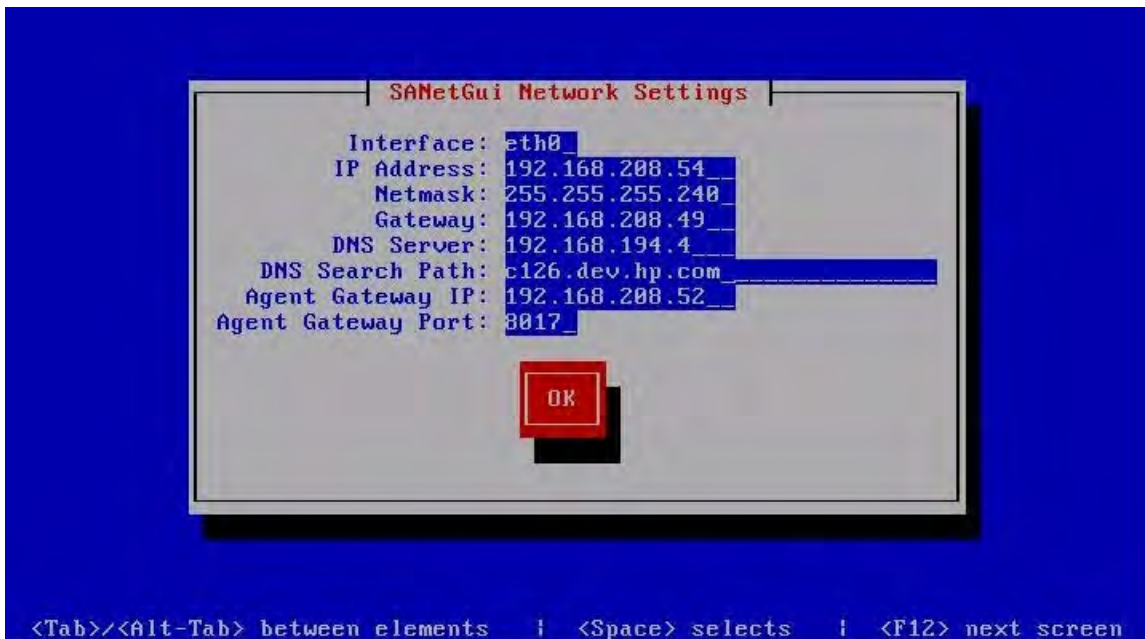 SANetGui Network Settings
Interface: eth0_
IP Address: 192.168.208.54__
Netmask: 255.255.255.240_
Gateway: 192.168.208.49__
DNS Server: 192.168.194.4___
DNS Search Path: c126.dev.hp.com_______________
Agent Gateway IP: 192.168.208.52__
Agent Gateway Port: 8017_
OK
<Tab>/<Alt-Tab> between elements | <Space> selects | <F12> next screen